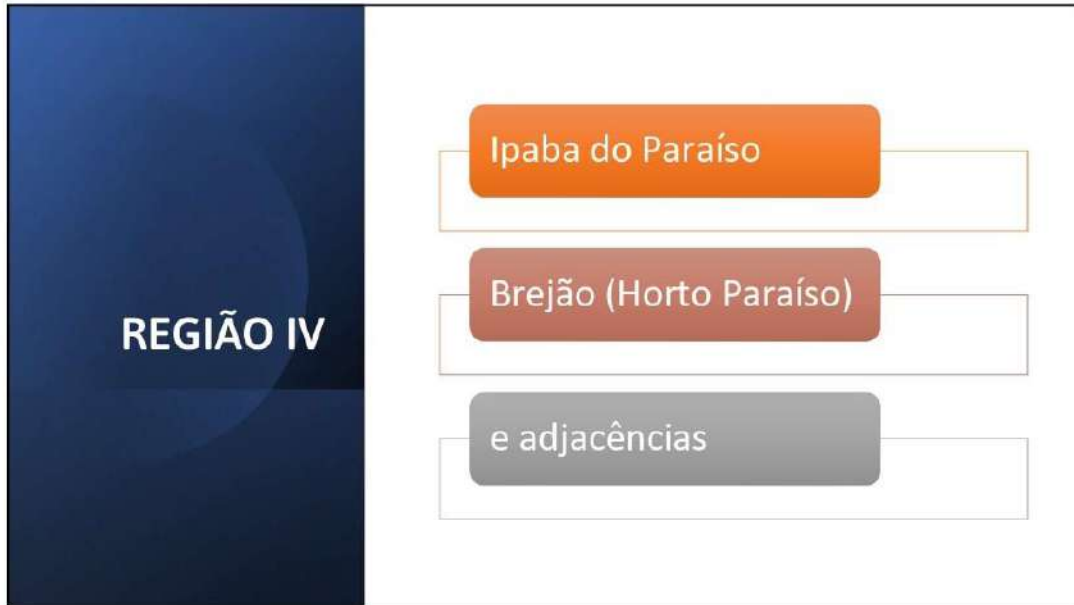 REGIÃO IV
Ipaba do Paraíso
Brejão (Horto Paraíso)
e adjacências